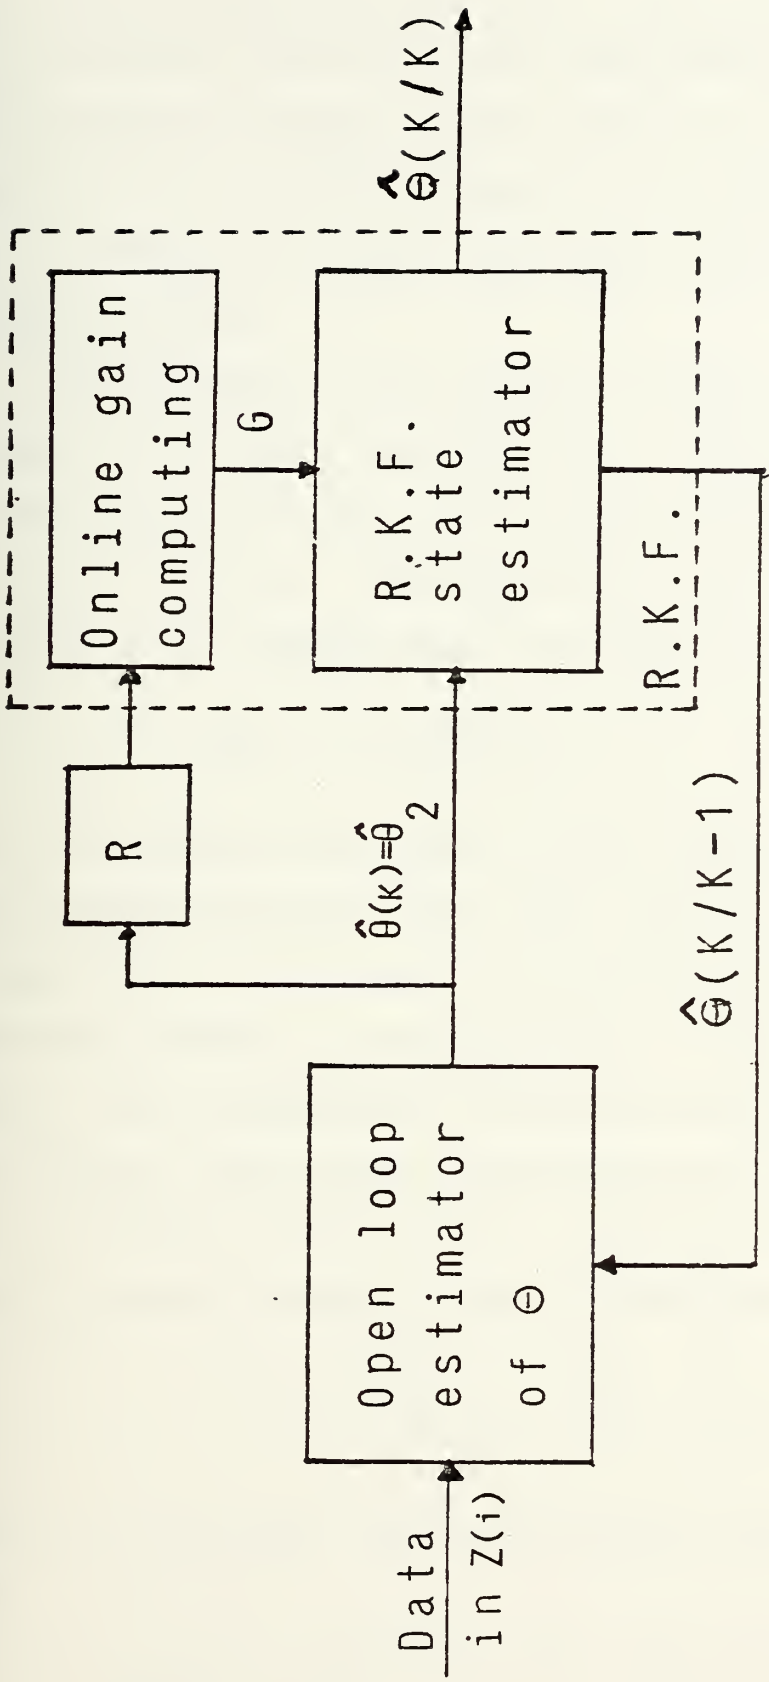 Data
in Z(i)
Open loop
estimator
of Θ
R
θ̂(K)=θ̂
2
Θ̂(K/K-1)
Online gain
computing
G
R.K.F.
state
estimator
R.K.F.
Θ̂(K/K)